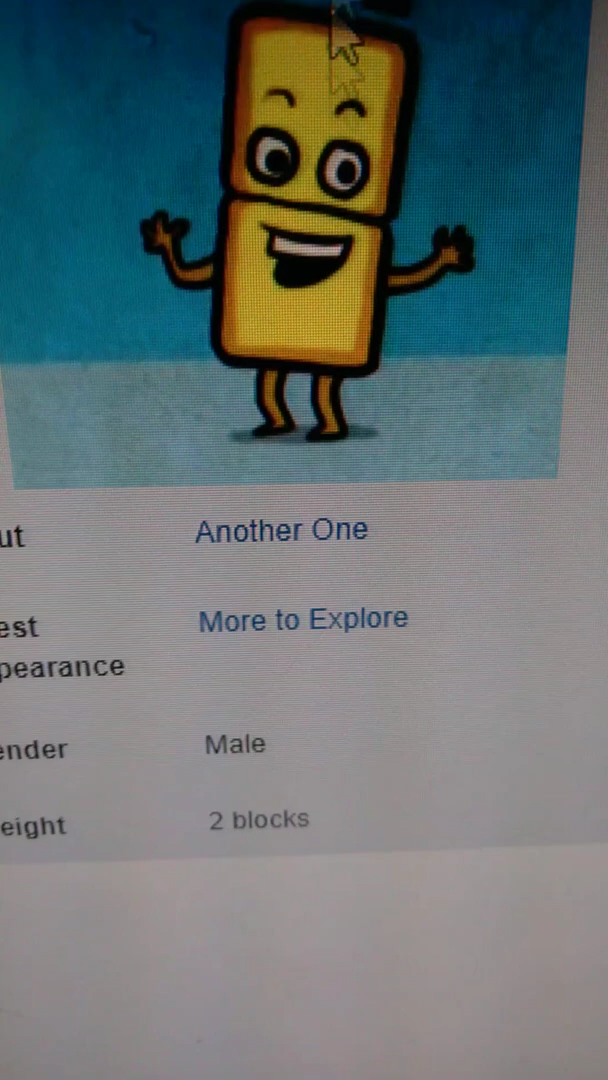 ut Another One
est More to Explore
pearance
ender Male
eight 2 blocks